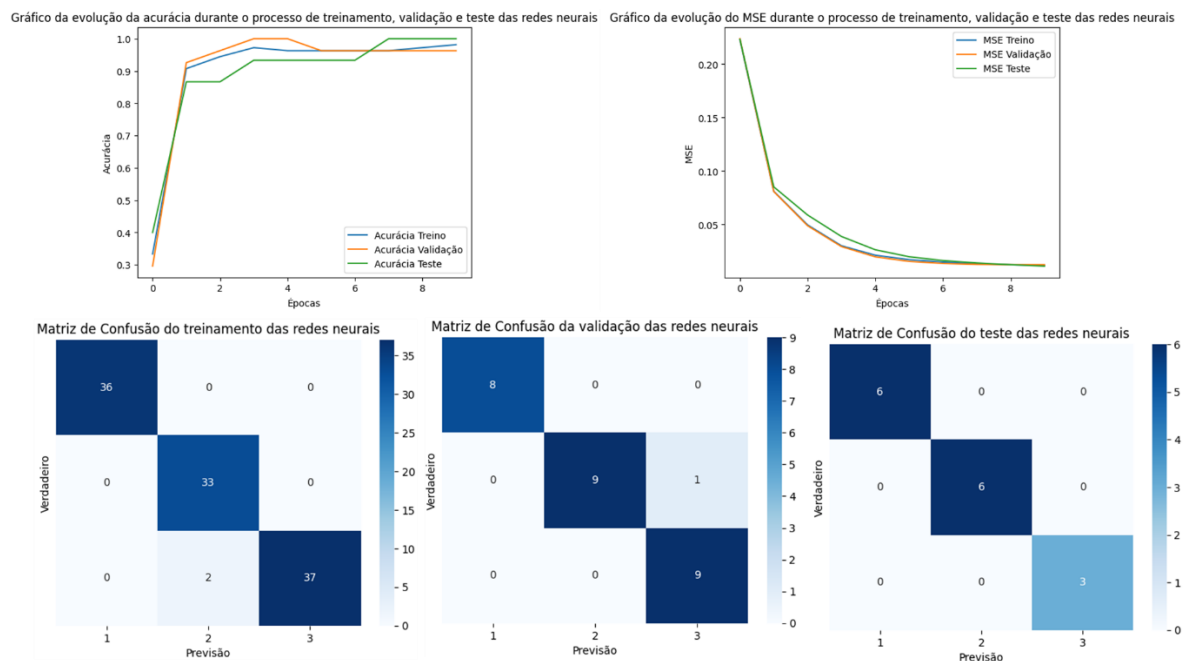 Gráfico da evolução da acurácia durante o processo de treinamento, validação e teste das redes neurais
1.0
0.9
0.8
0.7
0.6
0.5
0.4
0.3
Acurácia
Acurácia Treino
Acurácia Validação
Acurácia Teste
0 2 4 6 8
Épocas
Gráfico da evolução do MSE durante o processo de treinamento, validação e teste das redes neurais
MSE Treino
MSE Validação
MSE Teste
0.20
0.15
0.10
0.05
MSE
0 2 4 6 8
Épocas
Matriz de Confusão do treinamento das redes neurais
36 0 0
0 33 0
0 2 37
Verdadeiro
1 2 3
Previsão
35
30
25
20
15
10
5
0
Matriz de Confusão da validação das redes neurais
8 0 0
0 9 1
0 0 9
Verdadeiro
1 2 3
Previsão
9
8
7
6
5
4
3
2
1
0
Matriz de Confusão do teste das redes neurais
6 0 0
0 6 0
0 0 3
Verdadeiro
1 2 3
Previsão
6
5
4
3
2
1
0